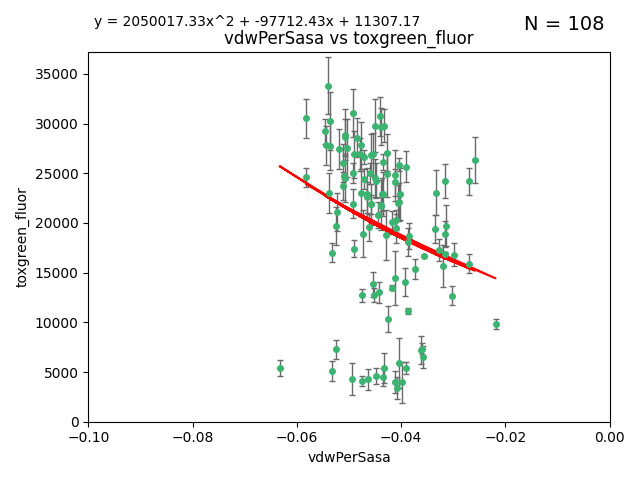 y = 2050017.33x^2 + -97712.43x + 11307.17
N = 108
vdwPerSasa vs toxgreen_fluor
35000
30000
25000
20000
15000
10000
5000
0
toxgreen_fluor
−0.10
−0.08
−0.06
−0.04
−0.02
0.00
vdwPerSasa